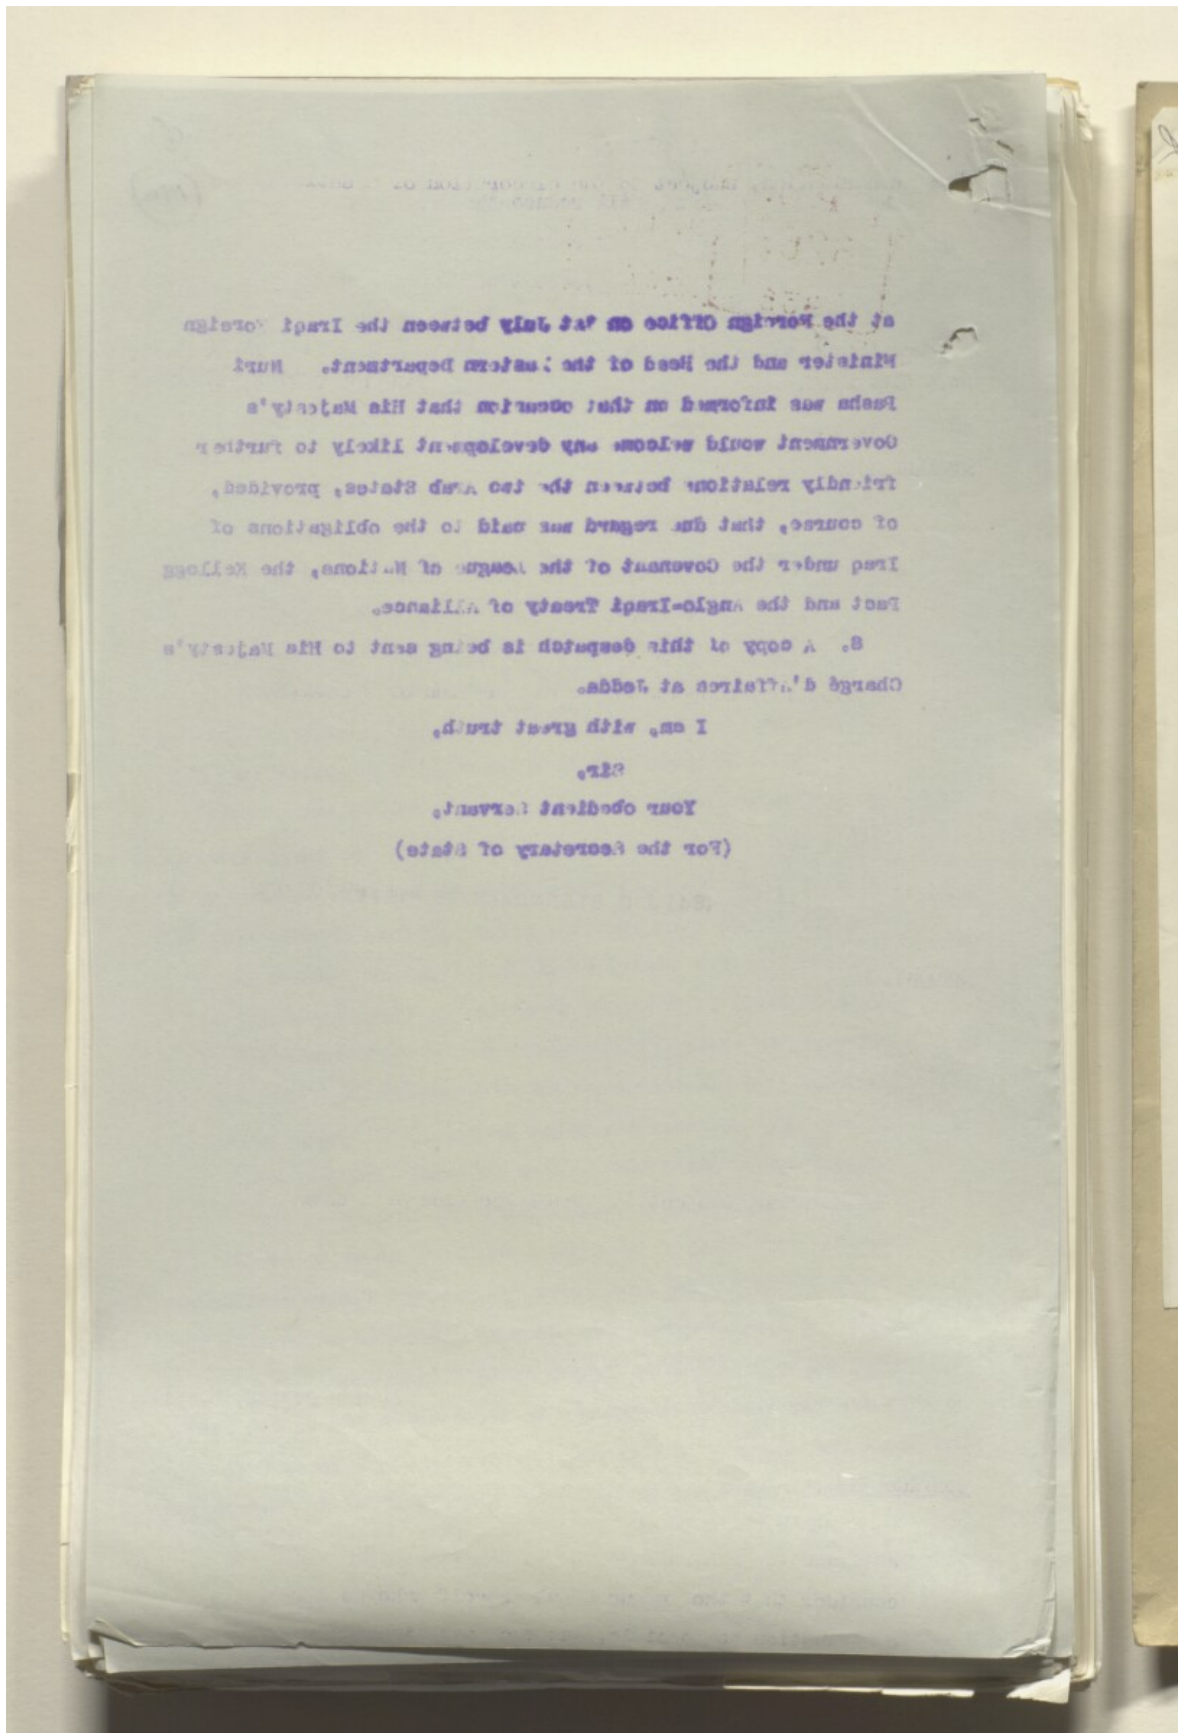 at the Foreign Office on 1st July between the Iraqi Foreign
Minister and the Head of the Eastern Department. Nuri
Pasha was informed on that occasion that His Majesty's
Government would welcome any development likely to further
friendly relations between the two Arab States, provided,
of course, that due regard was paid to the obligations of
Iraq under the Covenant of the League of Nations, the Kellogg
Pact and the Anglo-Iraqi Treaty of Alliance.
8. A copy of this despatch is being sent to His Majesty's
Chargé d'Affaires at Jedda.
I am, with great truth,
Sir,
Your obedient Servant,
(For the Secretary of State)